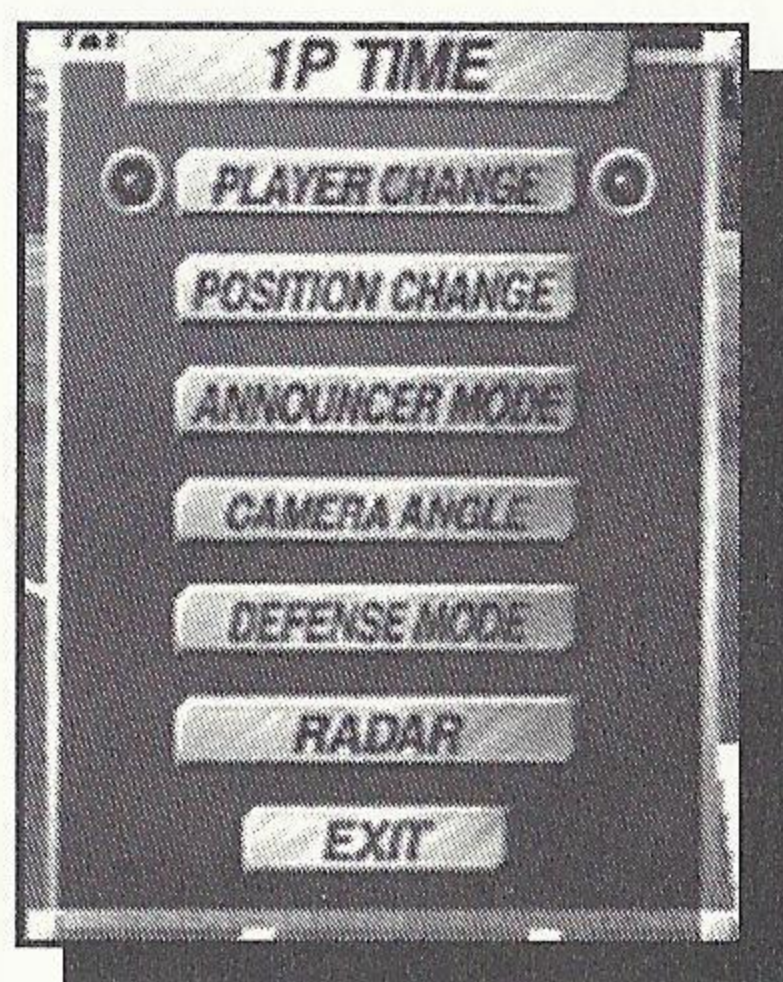 1P TIME
PLAYER CHANGE
POSITION CHANGE
ANNOUNCER MODE
CAMERA ANGLE
DEFENSE MODE
RADAR
EXIT